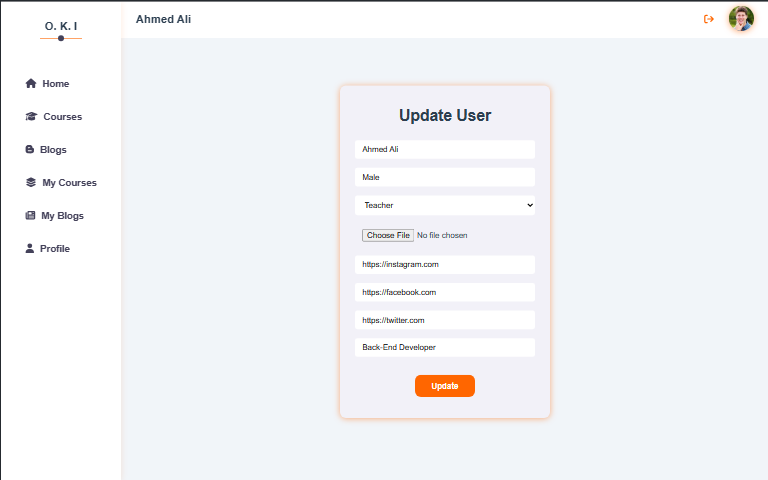 O. K. I
Ahmed Ali
Home
Courses
Blogs
My Courses
My Blogs
Profile
Update User
Ahmed Ali
Male
Teacher
Choose File No file chosen
https://instagram.com
https://facebook.com
https://twitter.com
Back-End Developer
Update